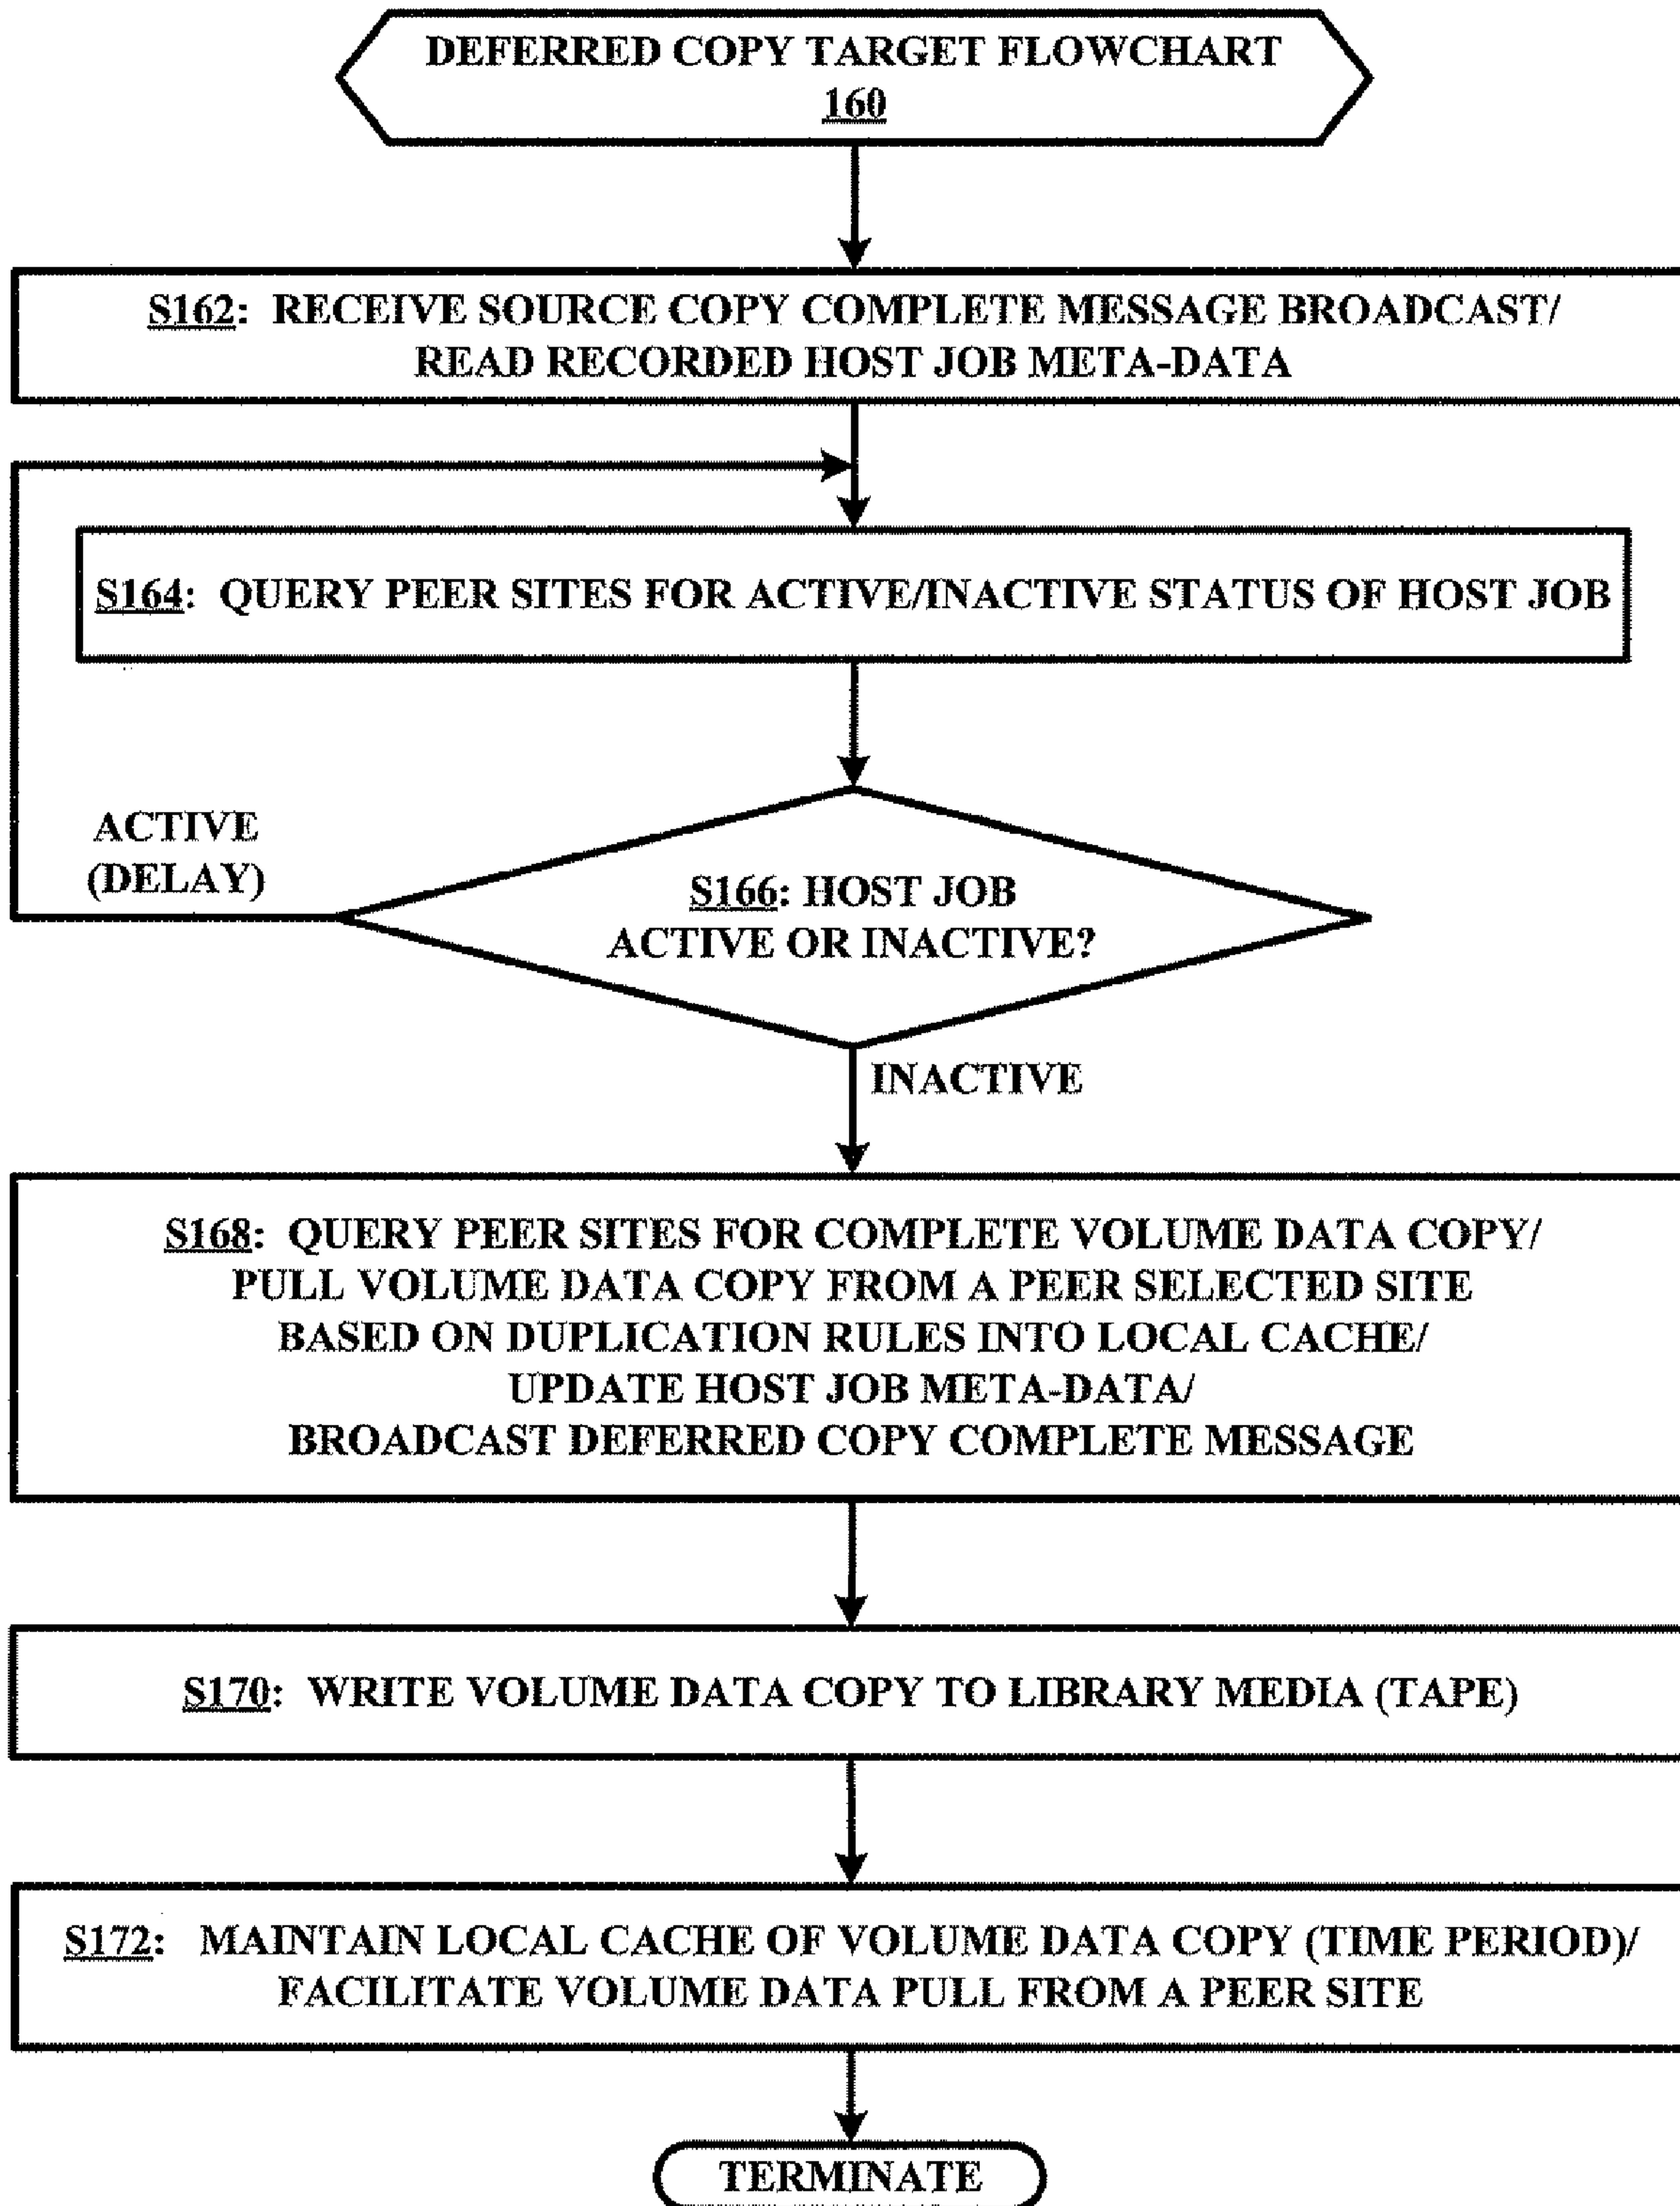 DEFERRED COPY TARGET FLOWCHART
160
S162: RECEIVE SOURCE COPY COMPLETE MESSAGE BROADCAST/
READ RECORDED HOST JOB META-DATA
S164: QUERY PEER SITES FOR ACTIVE/INACTIVE STATUS OF HOST JOB
ACTIVE
(DELAY)
S166: HOST JOB
ACTIVE OR INACTIVE?
INACTIVE
S168: QUERY PEER SITES FOR COMPLETE VOLUME DATA COPY/
PULL VOLUME DATA COPY FROM A PEER SELECTED SITE
BASED ON DUPLICATION RULES INTO LOCAL CACHE/
UPDATE HOST JOB META-DATA/
BROADCAST DEFERRED COPY COMPLETE MESSAGE
S170: WRITE VOLUME DATA COPY TO LIBRARY MEDIA (TAPE)
S172: MAINTAIN LOCAL CACHE OF VOLUME DATA COPY (TIME PERIOD)/
FACILITATE VOLUME DATA PULL FROM A PEER SITE
TERMINATE